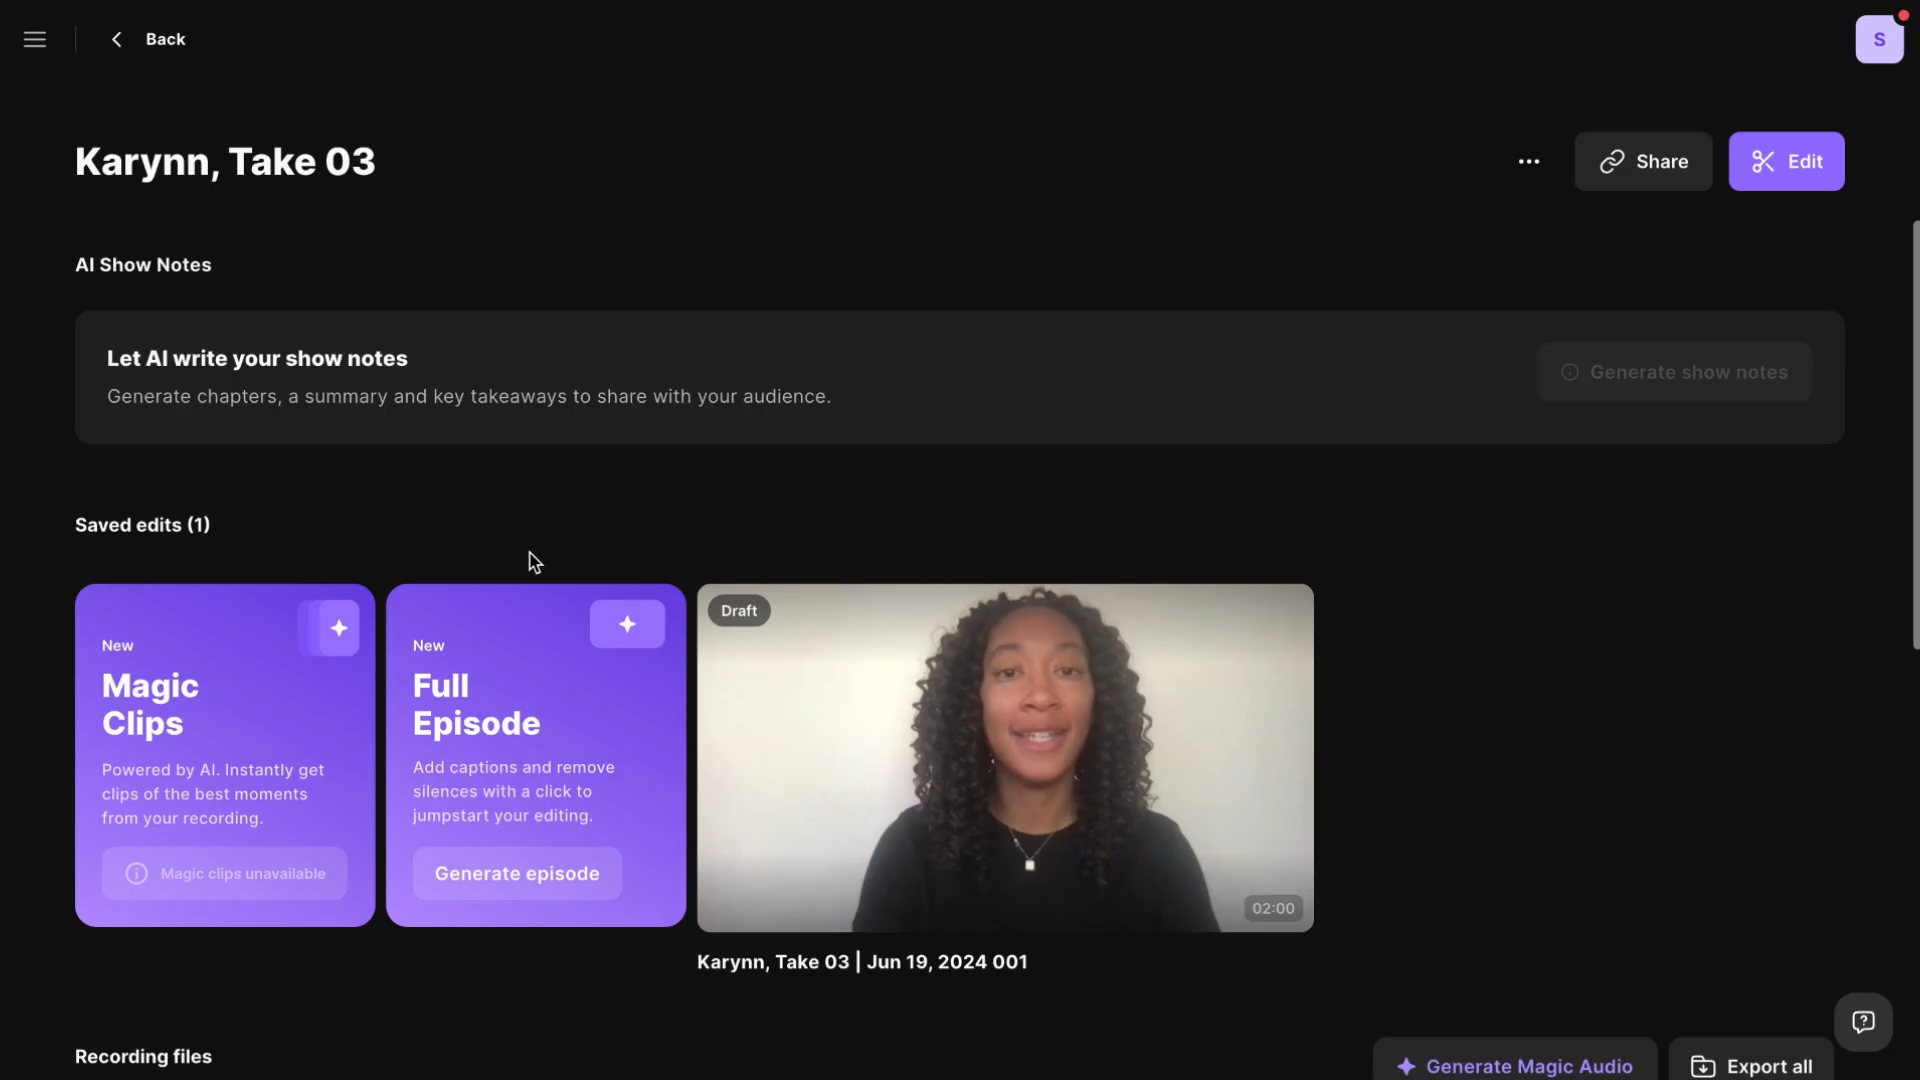 Back
S
Karynn, Take 03
Share
Edit
AI Show Notes
Let AI write your show notes
Generate chapters, a summary and key takeaways to share with your audience.
Generate show notes
Saved edits (1)
New
Magic
Clips
Powered by AI. Instantly get
clips of the best moments
from your recording.
Magic clips unavailable
New
Full
Episode
Add captions and remove
silences with a click to
jumpstart your editing.
Generate episode
Draft
02:00
Karynn, Take 03 | Jun 19, 2024 001
Recording files
Generate Magic Audio
Export all